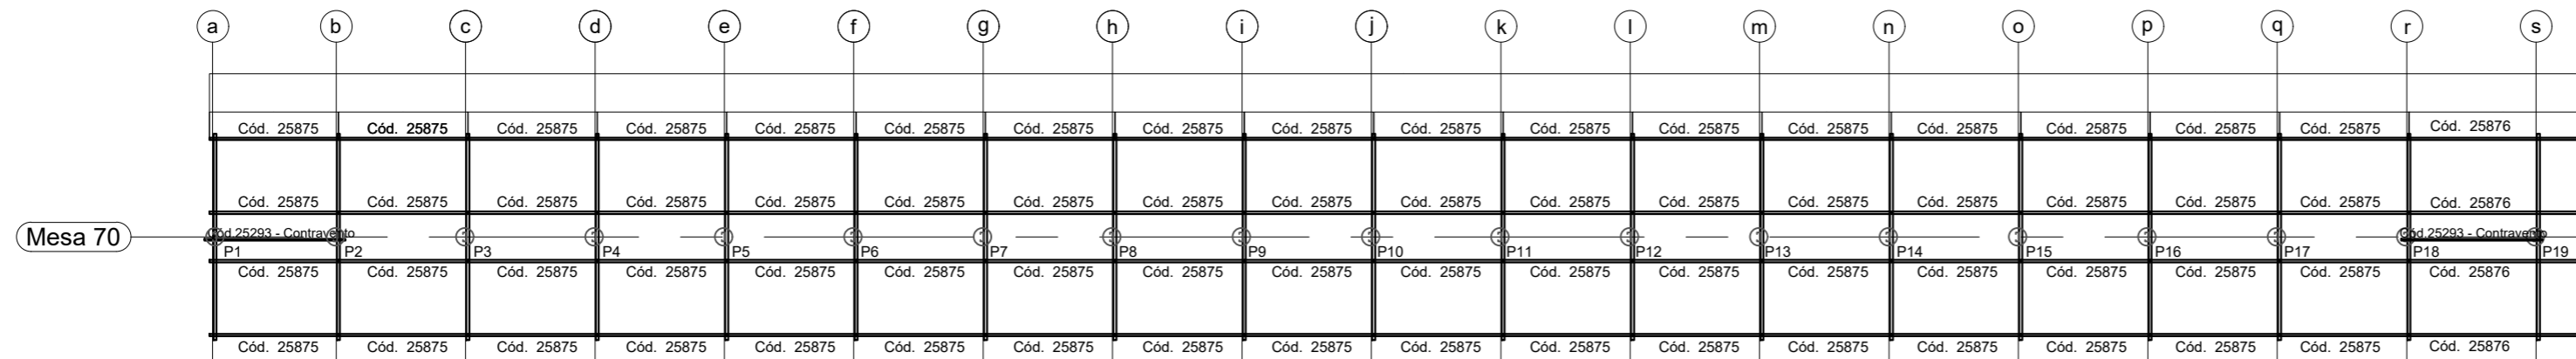 a b c d e f g h i j k l m n o p q r s
Cód. 25875 Cód. 25875 Cód. 25875 Cód. 25875 Cód. 25875 Cód. 25875 Cód. 25875 Cód. 25875 Cód. 25875 Cód. 25875 Cód. 25875 Cód. 25875 Cód. 25875 Cód. 25875 Cód. 25875 Cód. 25875 Cód. 25875 Cód. 25876
Cód. 25875 Cód. 25875 Cód. 25875 Cód. 25875 Cód. 25875 Cód. 25875 Cód. 25875 Cód. 25875 Cód. 25875 Cód. 25875 Cód. 25875 Cód. 25875 Cód. 25875 Cód. 25875 Cód. 25875 Cód. 25875 Cód. 25875 Cód. 25876
Mesa 70 Cód.25293 - Contravento Cód.25293 - Contravento
P1 P2 P3 P4 P5 P6 P7 P8 P9 P10 P11 P12 P13 P14 P15 P16 P17 P18 P19
Cód. 25875 Cód. 25875 Cód. 25875 Cód. 25875 Cód. 25875 Cód. 25875 Cód. 25875 Cód. 25875 Cód. 25875 Cód. 25875 Cód. 25875 Cód. 25875 Cód. 25875 Cód. 25875 Cód. 25875 Cód. 25875 Cód. 25875 Cód. 25876
Cód. 25875 Cód. 25875 Cód. 25875 Cód. 25875 Cód. 25875 Cód. 25875 Cód. 25875 Cód. 25875 Cód. 25875 Cód. 25875 Cód. 25875 Cód. 25875 Cód. 25875 Cód. 25875 Cód. 25875 Cód. 25875 Cód. 25875 Cód. 25876